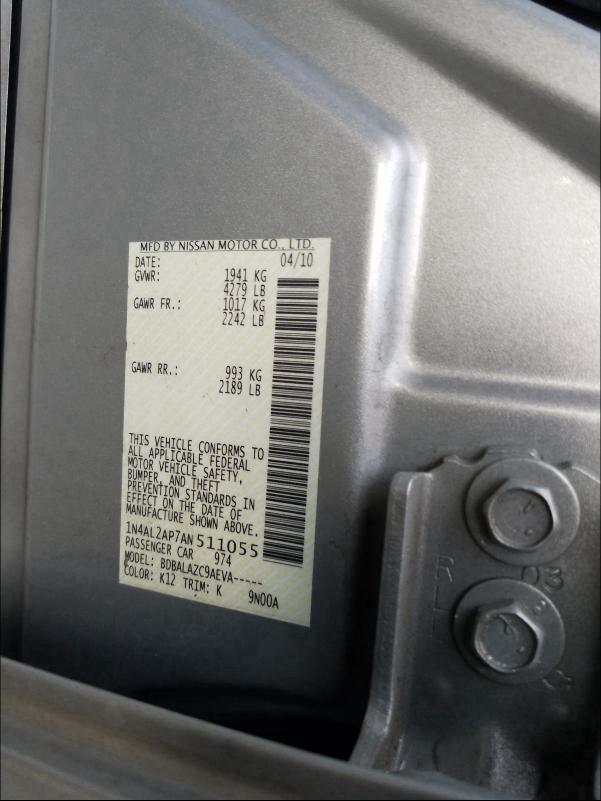 MFD BY NISSAN MOTOR CO., LTD.
DATE: 04/10
GVWR: 1941 KG
4279 LB
GAWR FR.: 1017 KG
2242 LB
GAWR RR.: 993 KG
2189 LB
THIS VEHICLE CONFORMS TO
ALL APPLICABLE FEDERAL
MOTOR VEHICLE SAFETY,
BUMPER, AND THEFT
PREVENTION STANDARDS IN
EFFECT ON THE DATE OF
MANUFACTURE SHOWN ABOVE.
1N4AL2AP7AN511055
PASSENGER CAR 974
MODEL: BDBALAZC9AEVA-----
COLOR: K12 TRIM: K 9N00A
03